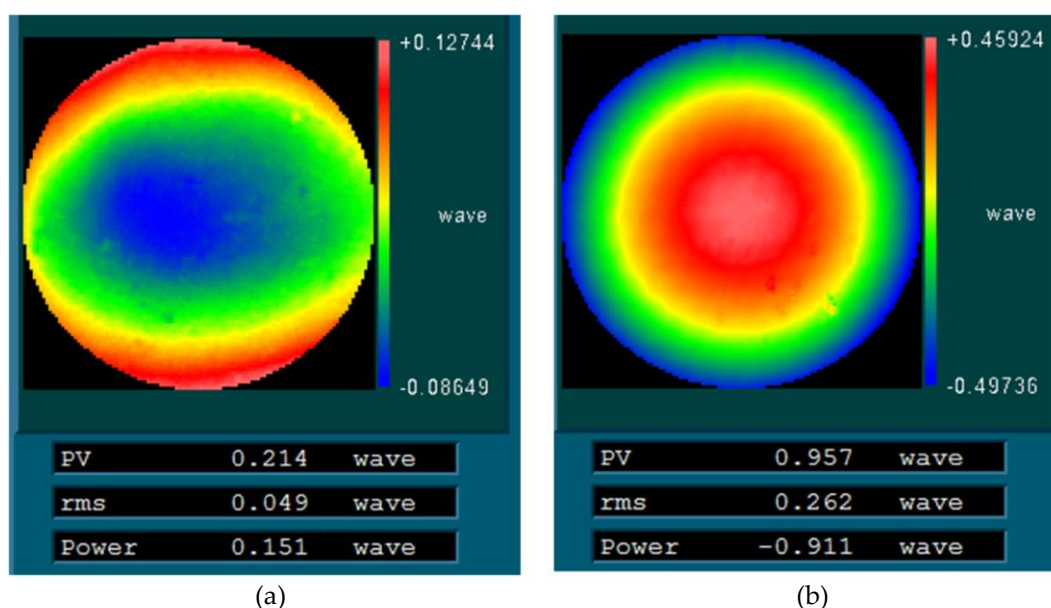 +0.12744
wave
-0.08649
PV 0.214 wave
rms 0.049 wave
Power 0.151 wave
(a)
+0.45924
wave
-0.49736
PV 0.957 wave
rms 0.262 wave
Power -0.911 wave
(b)